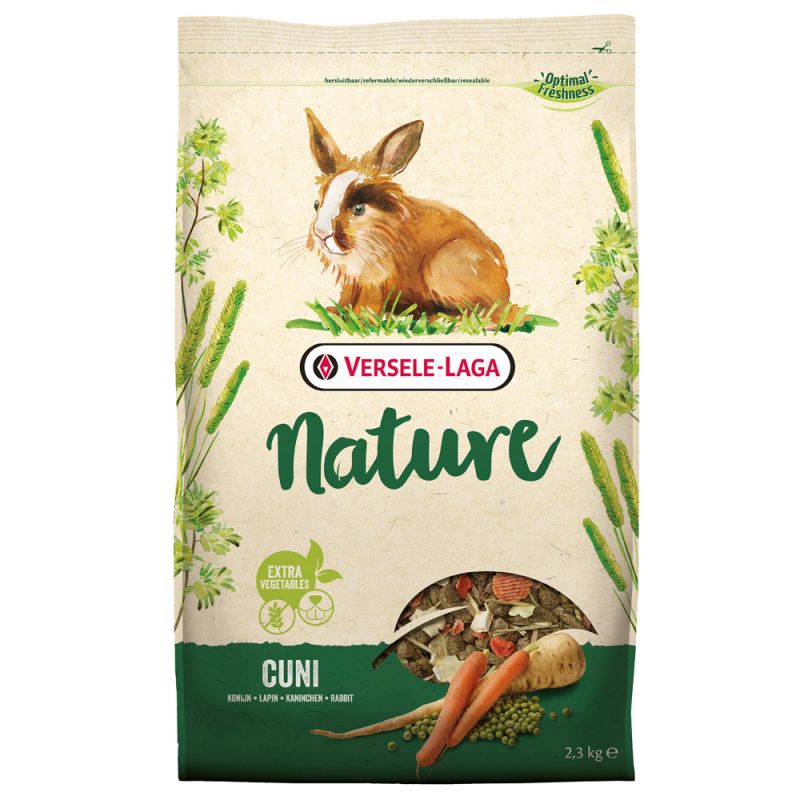 hersluitbaar/refermable/wiederverschließbar/resealable
Optimal
Freshness
VERSELE-LAGA
Nature
EXTRA
VEGETABLES
CUNI
KONIJN • LAPIN • KANINCHEN • RABBIT
2,3 kg ℮